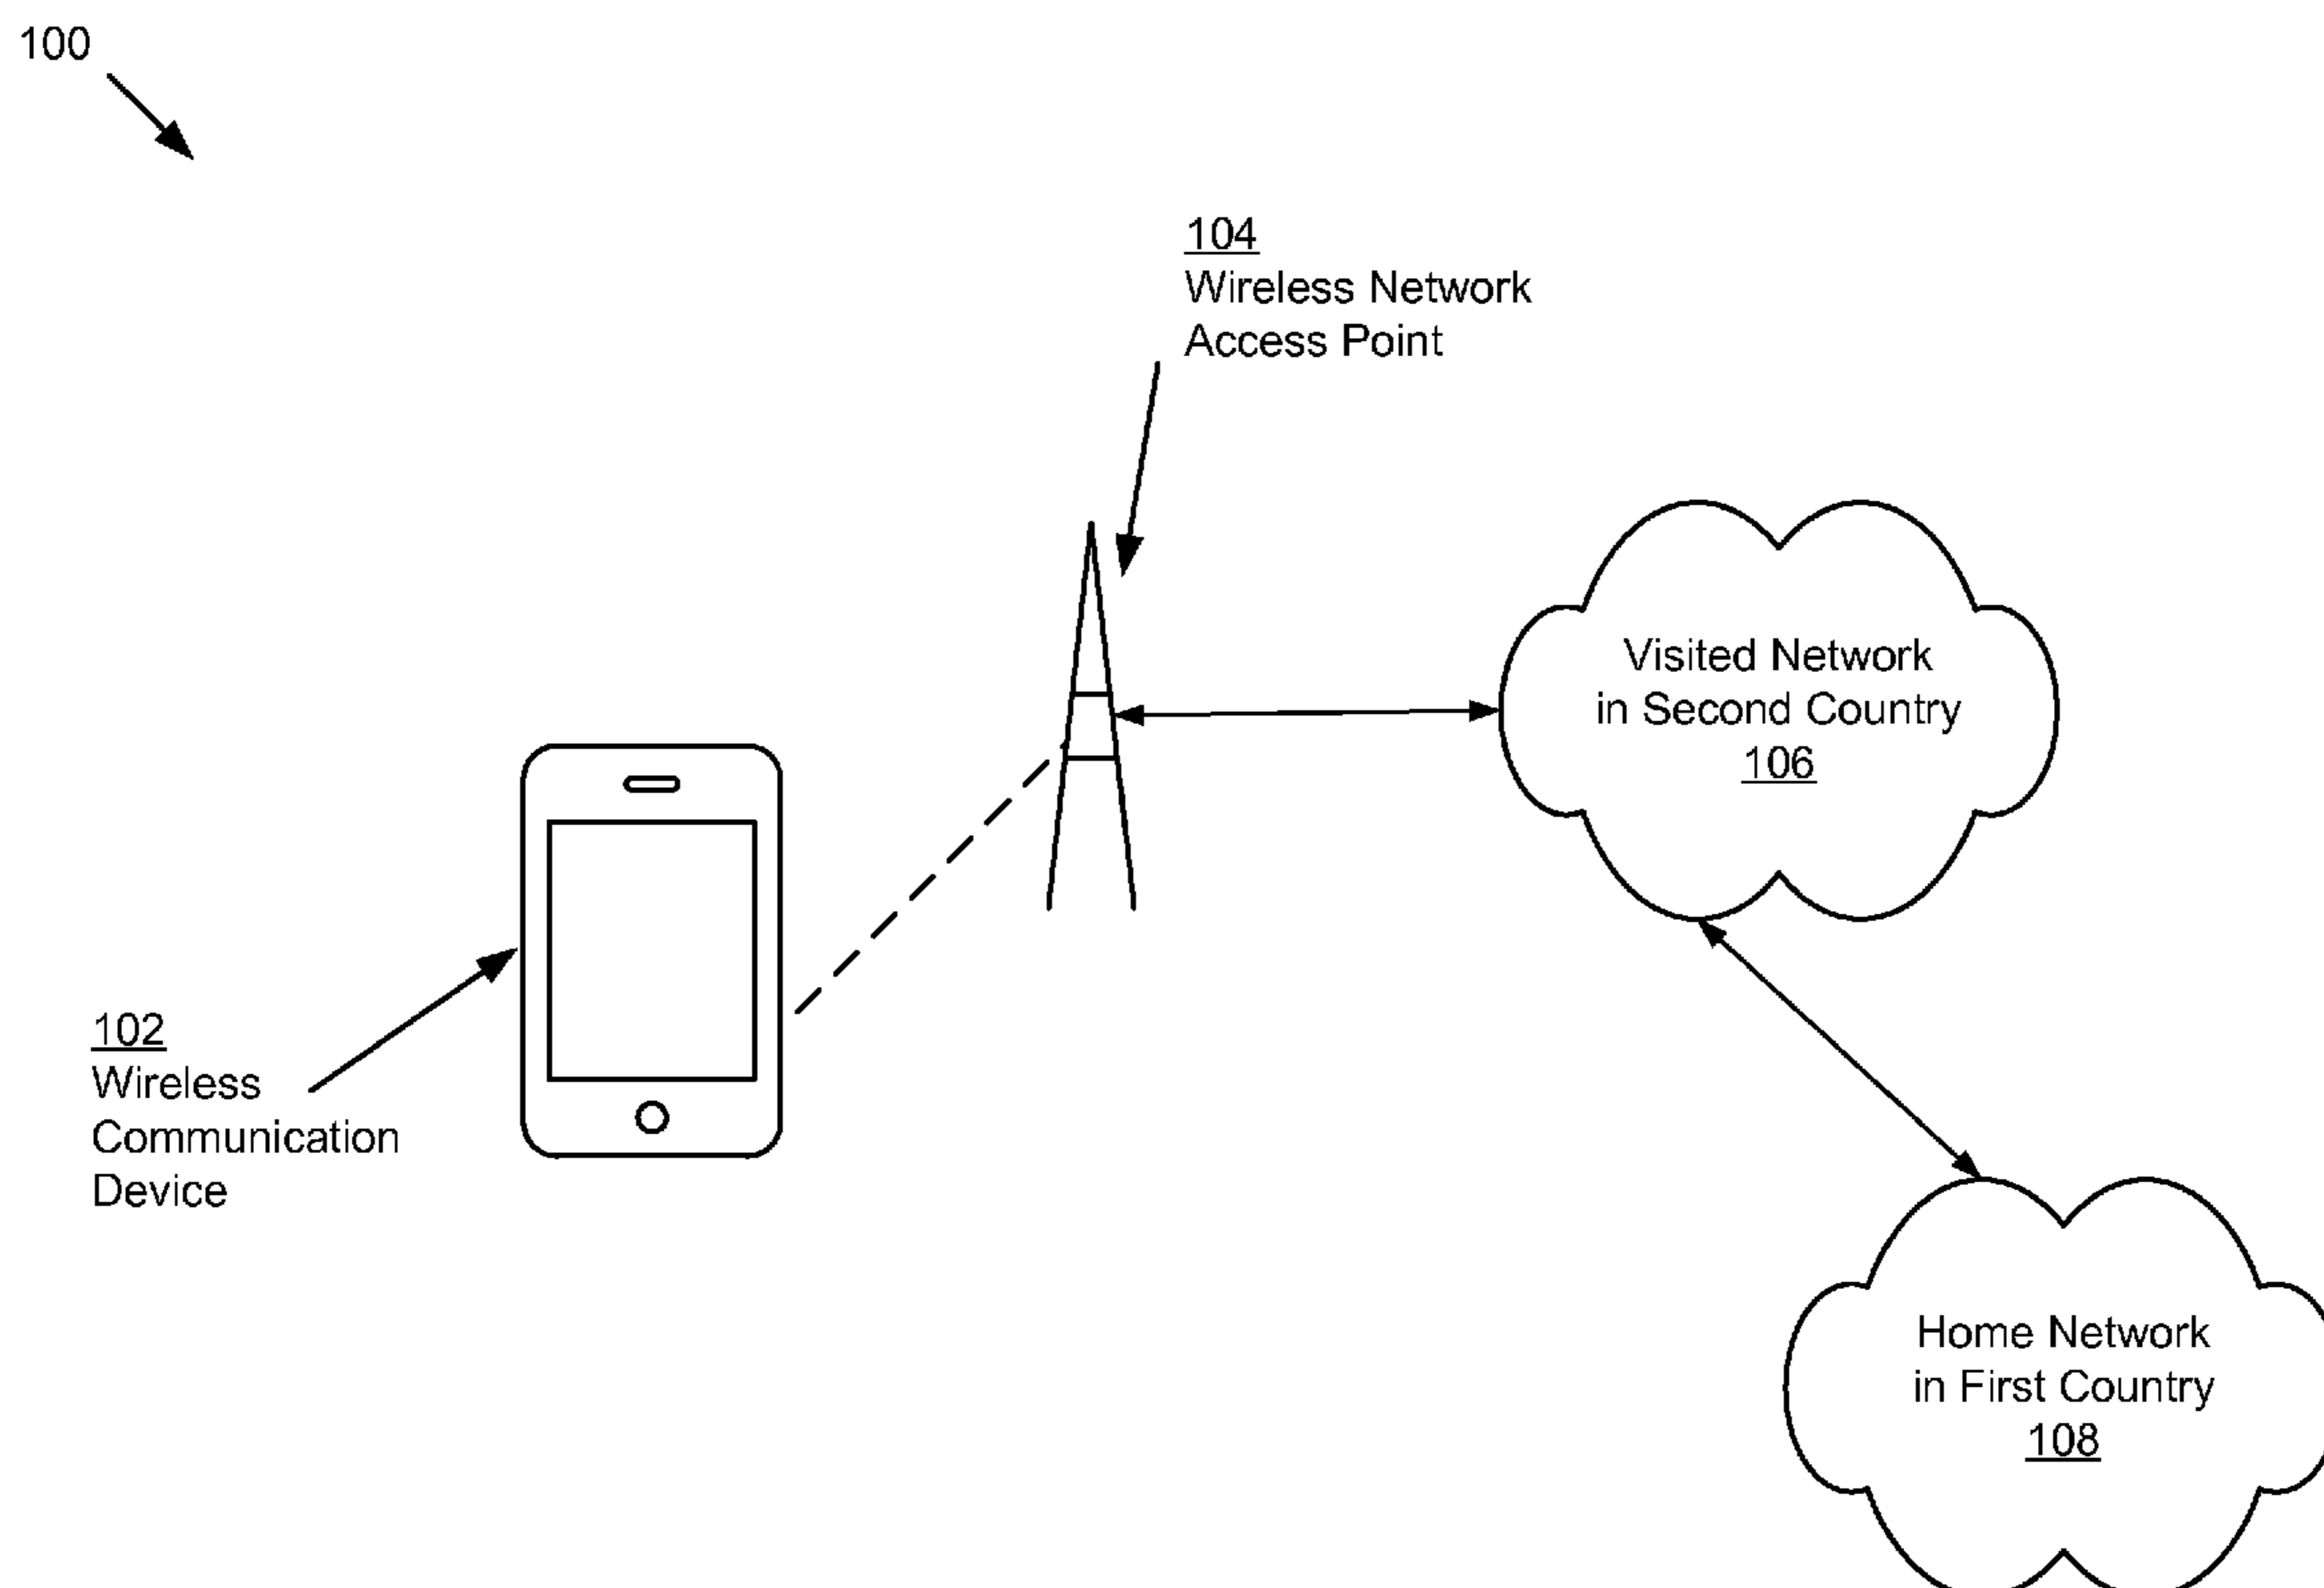 100
104
Wireless Network
Access Point
Visited Network
in Second Country
106
102
Wireless
Communication
Device
Home Network
in First Country
108